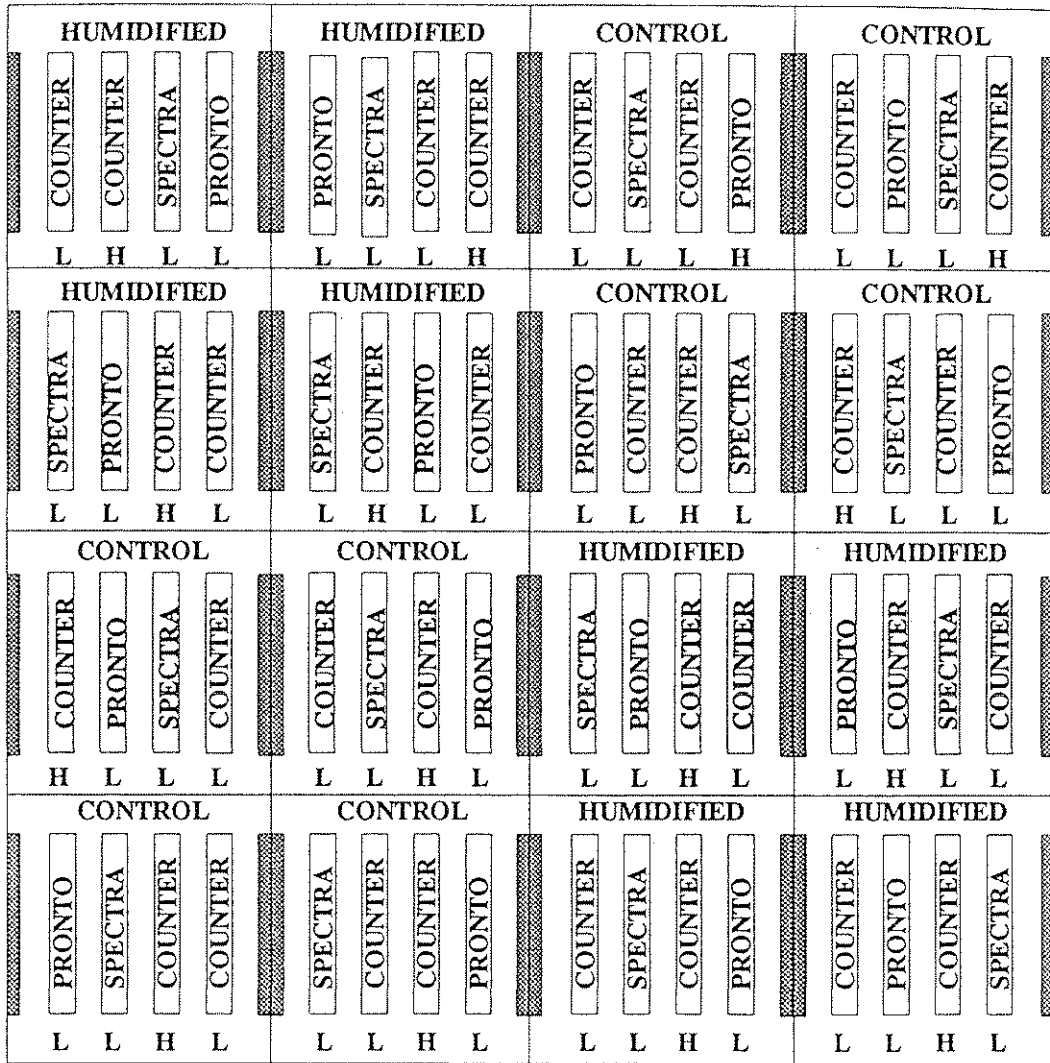 HUMIDIFIED HUMIDIFIED CONTROL CONTROL
COUNTER COUNTER SPECTRA PRONTO PRONTO SPECTRA COUNTER COUNTER COUNTER SPECTRA COUNTER PRONTO COUNTER PRONTO SPECTRA COUNTER
L H L L L L L H L L L H L L L H
HUMIDIFIED HUMIDIFIED CONTROL CONTROL
SPECTRA PRONTO COUNTER COUNTER SPECTRA COUNTER PRONTO COUNTER PRONTO COUNTER COUNTER SPECTRA COUNTER SPECTRA COUNTER PRONTO
L L H L L H L L L L H L H L L L
CONTROL CONTROL HUMIDIFIED HUMIDIFIED
COUNTER PRONTO SPECTRA COUNTER COUNTER SPECTRA COUNTER PRONTO SPECTRA PRONTO COUNTER COUNTER PRONTO COUNTER SPECTRA COUNTER
H L L L L L H L L L H L L H L L
CONTROL CONTROL HUMIDIFIED HUMIDIFIED
PRONTO SPECTRA COUNTER COUNTER SPECTRA COUNTER COUNTER PRONTO COUNTER SPECTRA COUNTER PRONTO COUNTER PRONTO COUNTER SPECTRA
L L H L L L H L L L H L L L H L